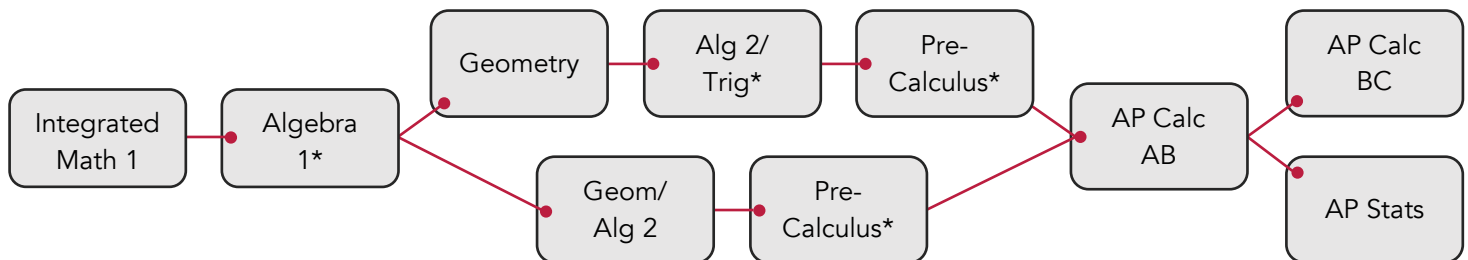 Integrated
Math 1
Algebra
1*
Geometry
Alg 2/
Trig*
Pre-
Calculus*
Geom/
Alg 2
Pre-
Calculus*
AP Calc
AB
AP Calc
BC
AP Stats